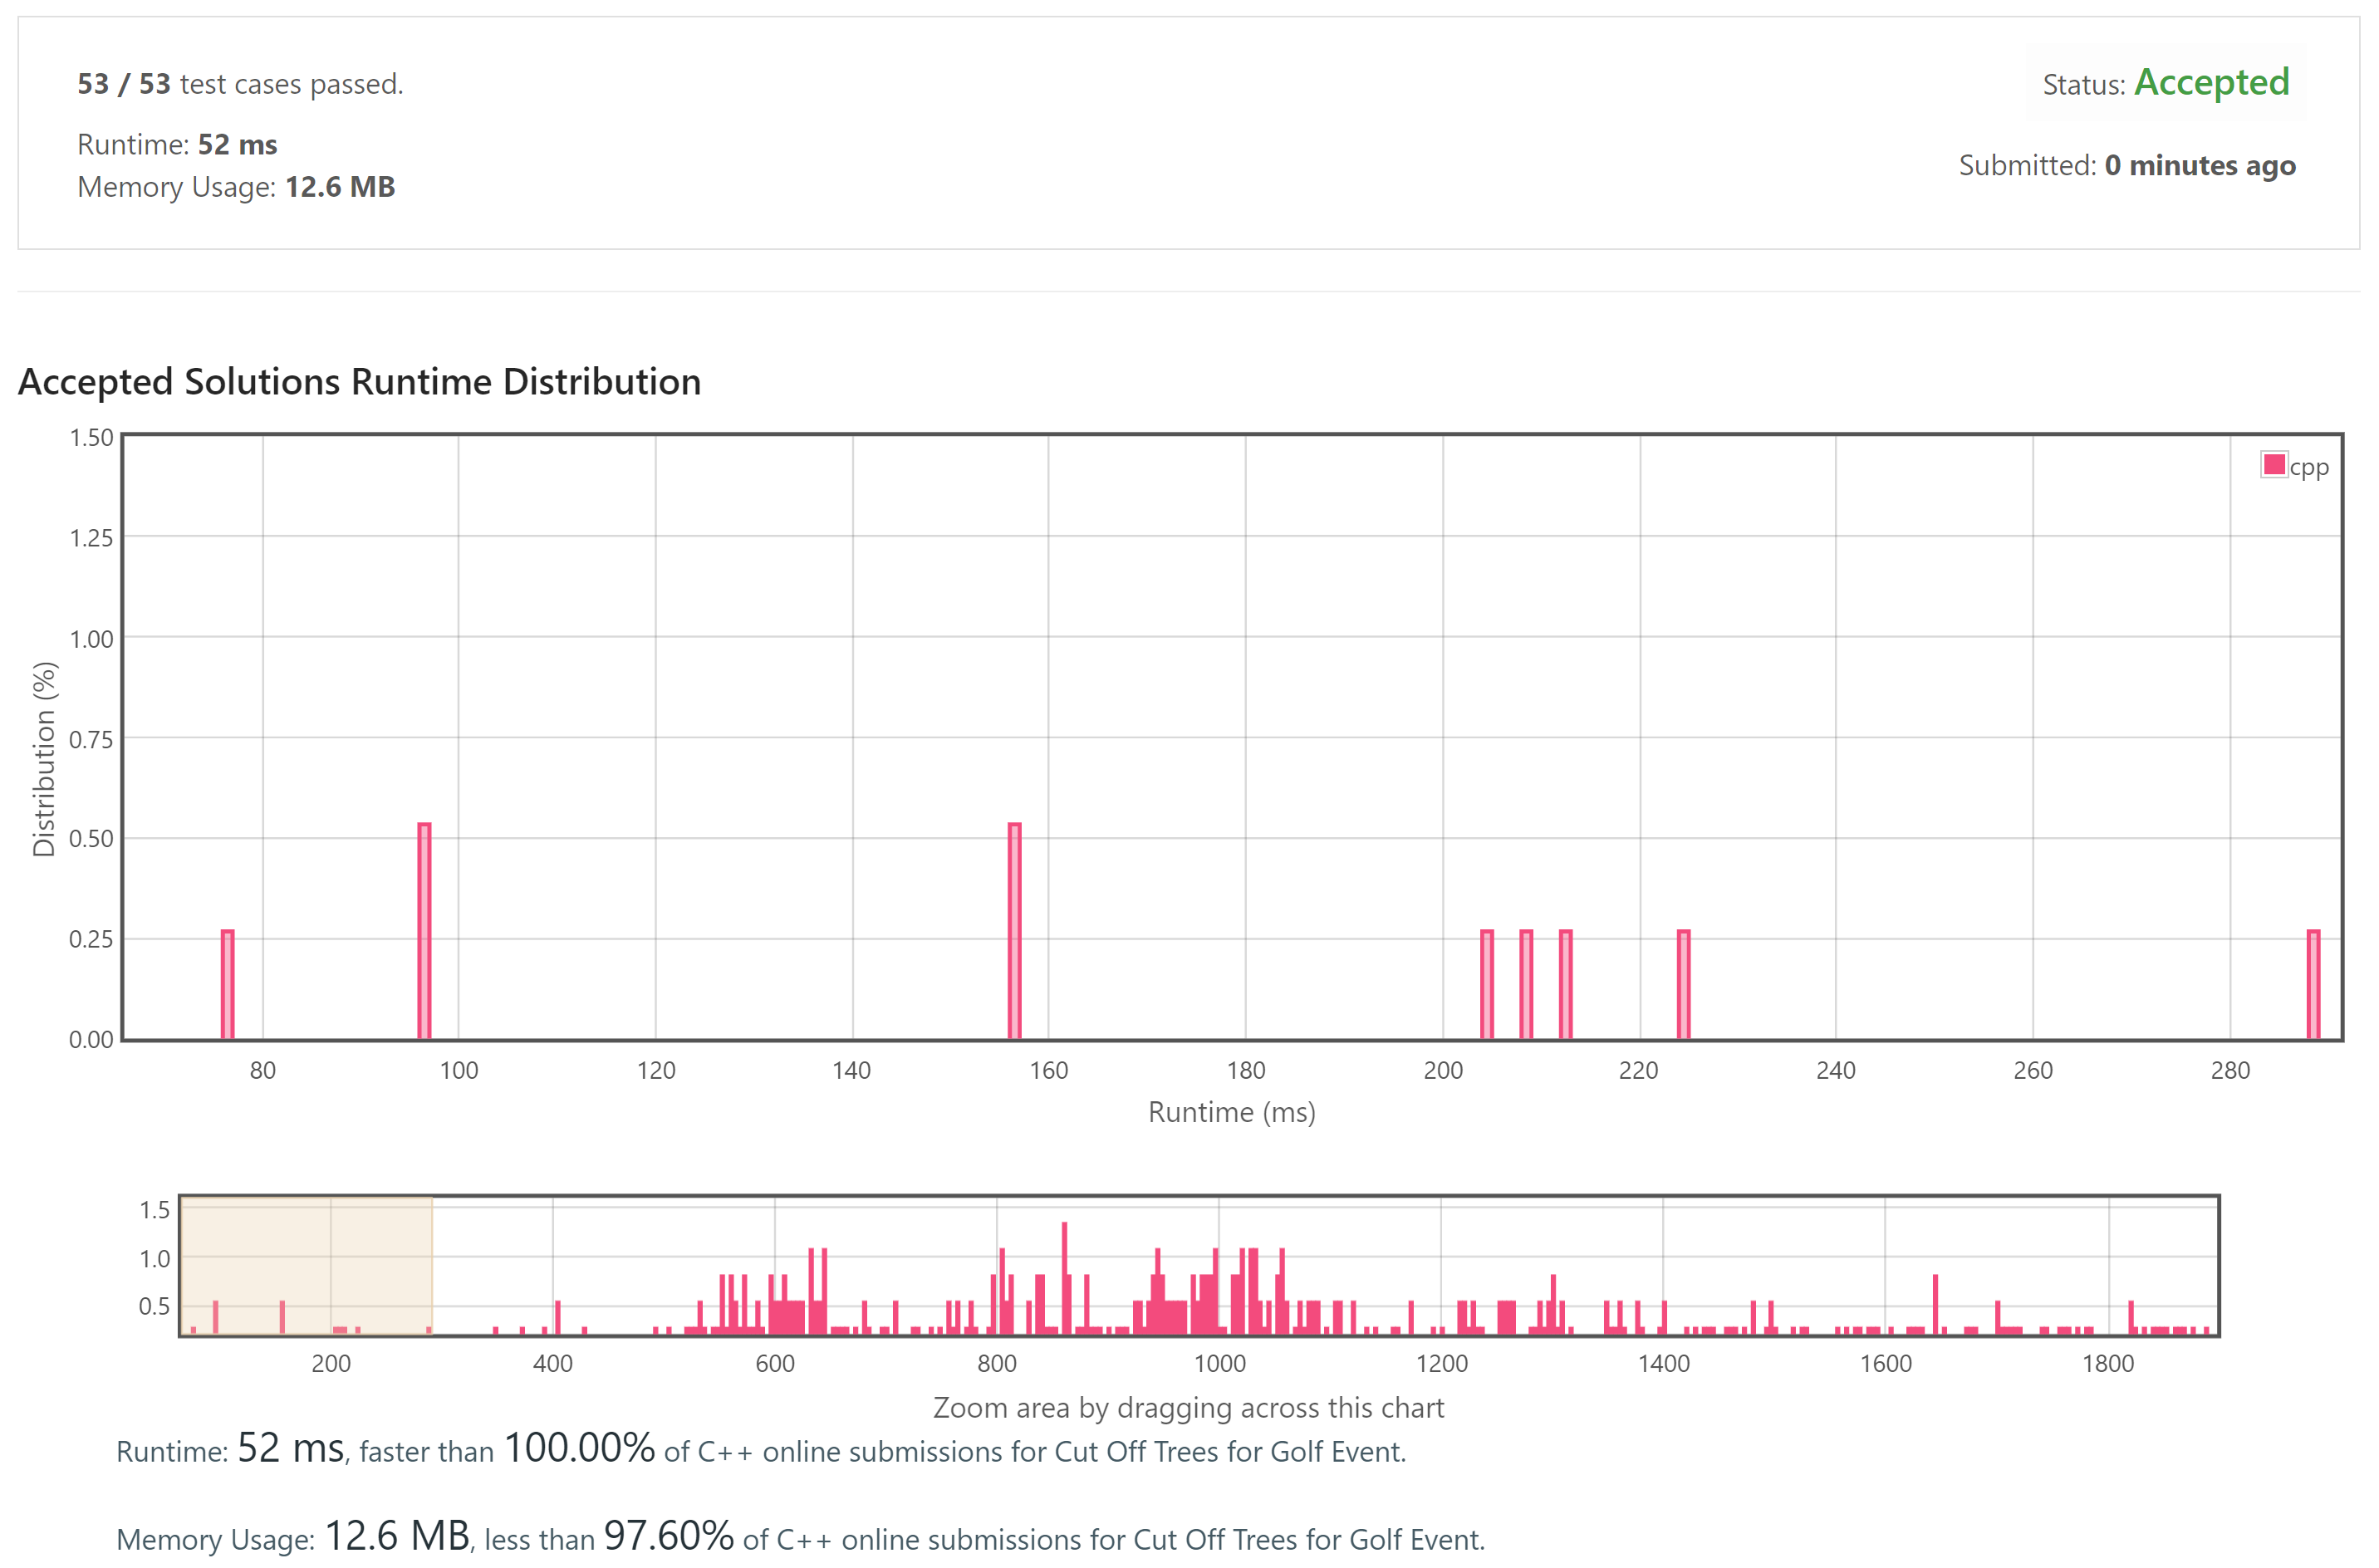 53 / 53 test cases passed.
Status: Accepted
Runtime: 52 ms
Memory Usage: 12.6 MB
Submitted: 0 minutes ago
Accepted Solutions Runtime Distribution
1.50
1.25
1.00
0.75
0.50
0.25
0.00
Distribution (%)
cpp
80 100 120 140 160 180 200 220 240 260 280
Runtime (ms)
1.5
1.0
0.5
200 400 600 800 1000 1200 1400 1600 1800
Zoom area by dragging across this chart
Runtime: 52 ms, faster than 100.00% of C++ online submissions for Cut Off Trees for Golf Event.
Memory Usage: 12.6 MB, less than 97.60% of C++ online submissions for Cut Off Trees for Golf Event.